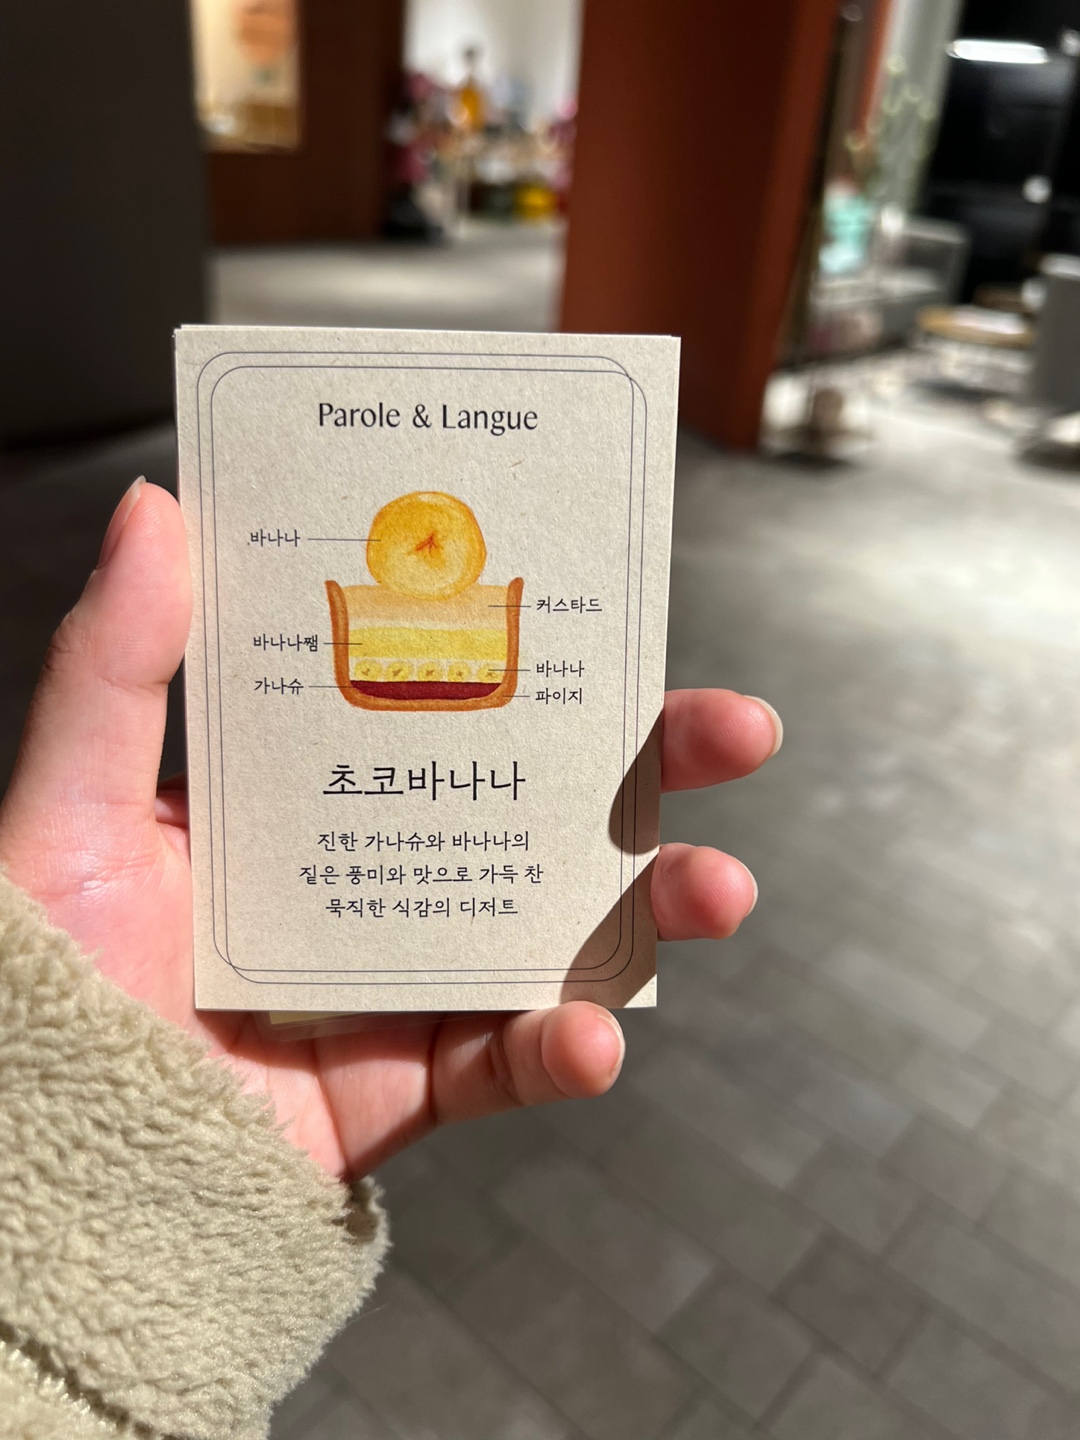 Parole & Langue
바나나
커스타드
바나나쨈
바나나
가나슈
파이지
초코바나나
진한 가나슈와 바나나의
짙은 풍미와 맛으로 가득 찬
묵직한 식감의 디저트